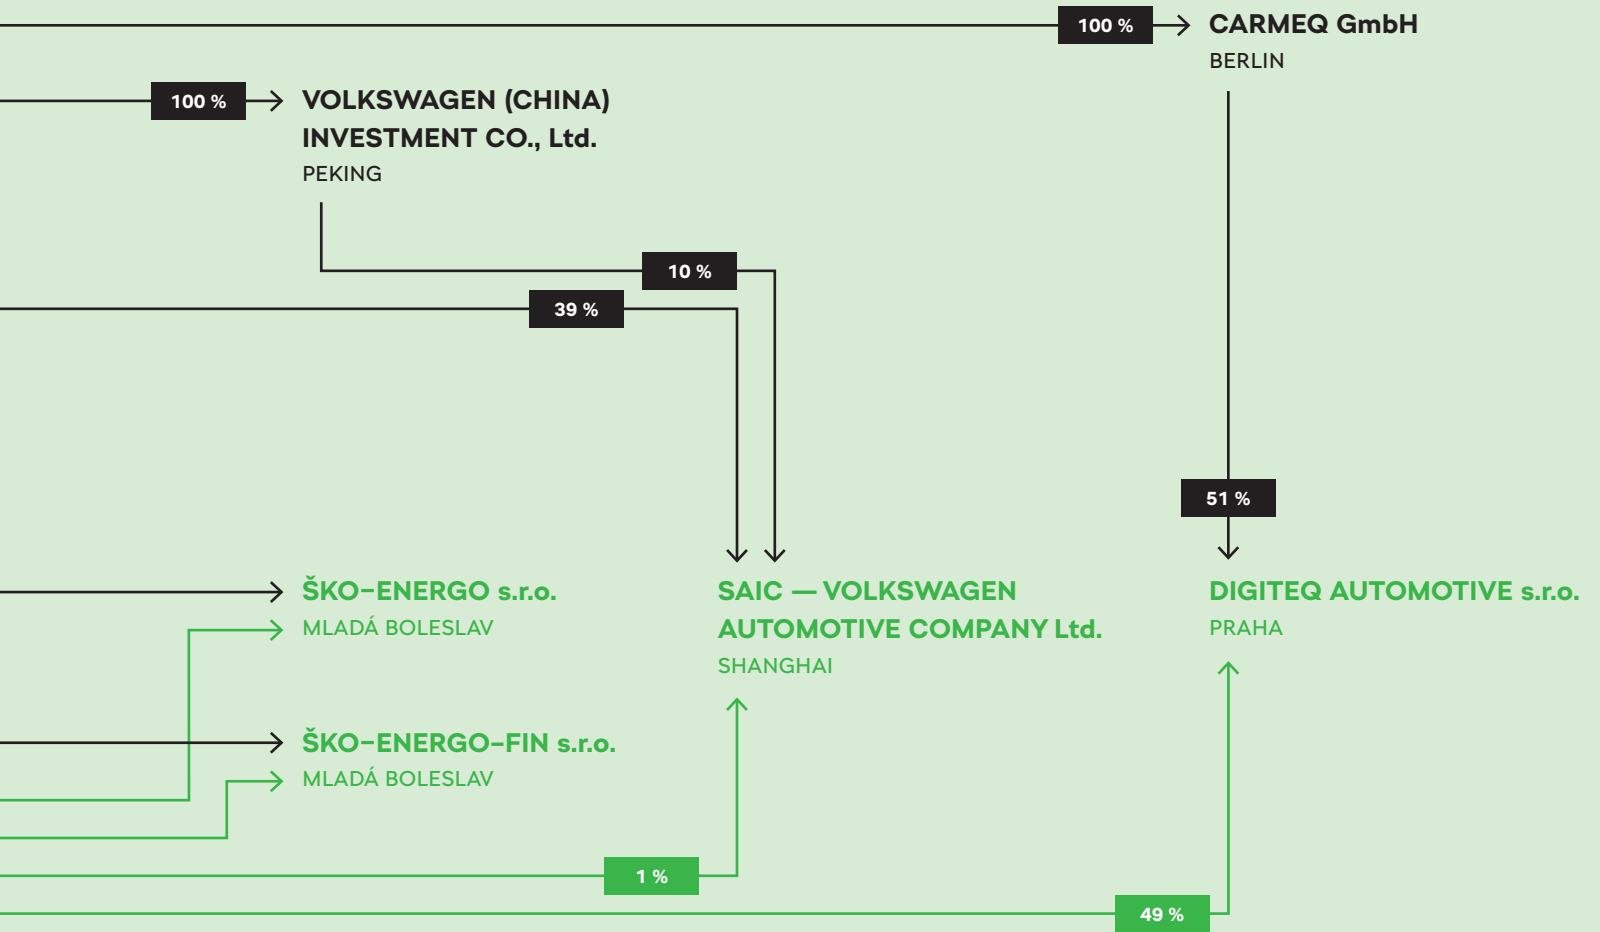 100 %
CARMEQ GmbH
BERLIN
100 %
VOLKSWAGEN (CHINA)
INVESTMENT CO., Ltd.
PEKING
10 %
39 %
51 %
ŠKO–ENERGO s.r.o.
MLADÁ BOLESLAV
SAIC — VOLKSWAGEN
AUTOMOTIVE COMPANY Ltd.
SHANGHAI
DIGITEQ AUTOMOTIVE s.r.o.
PRAHA
ŠKO–ENERGO–FIN s.r.o.
MLADÁ BOLESLAV
1 %
49 %